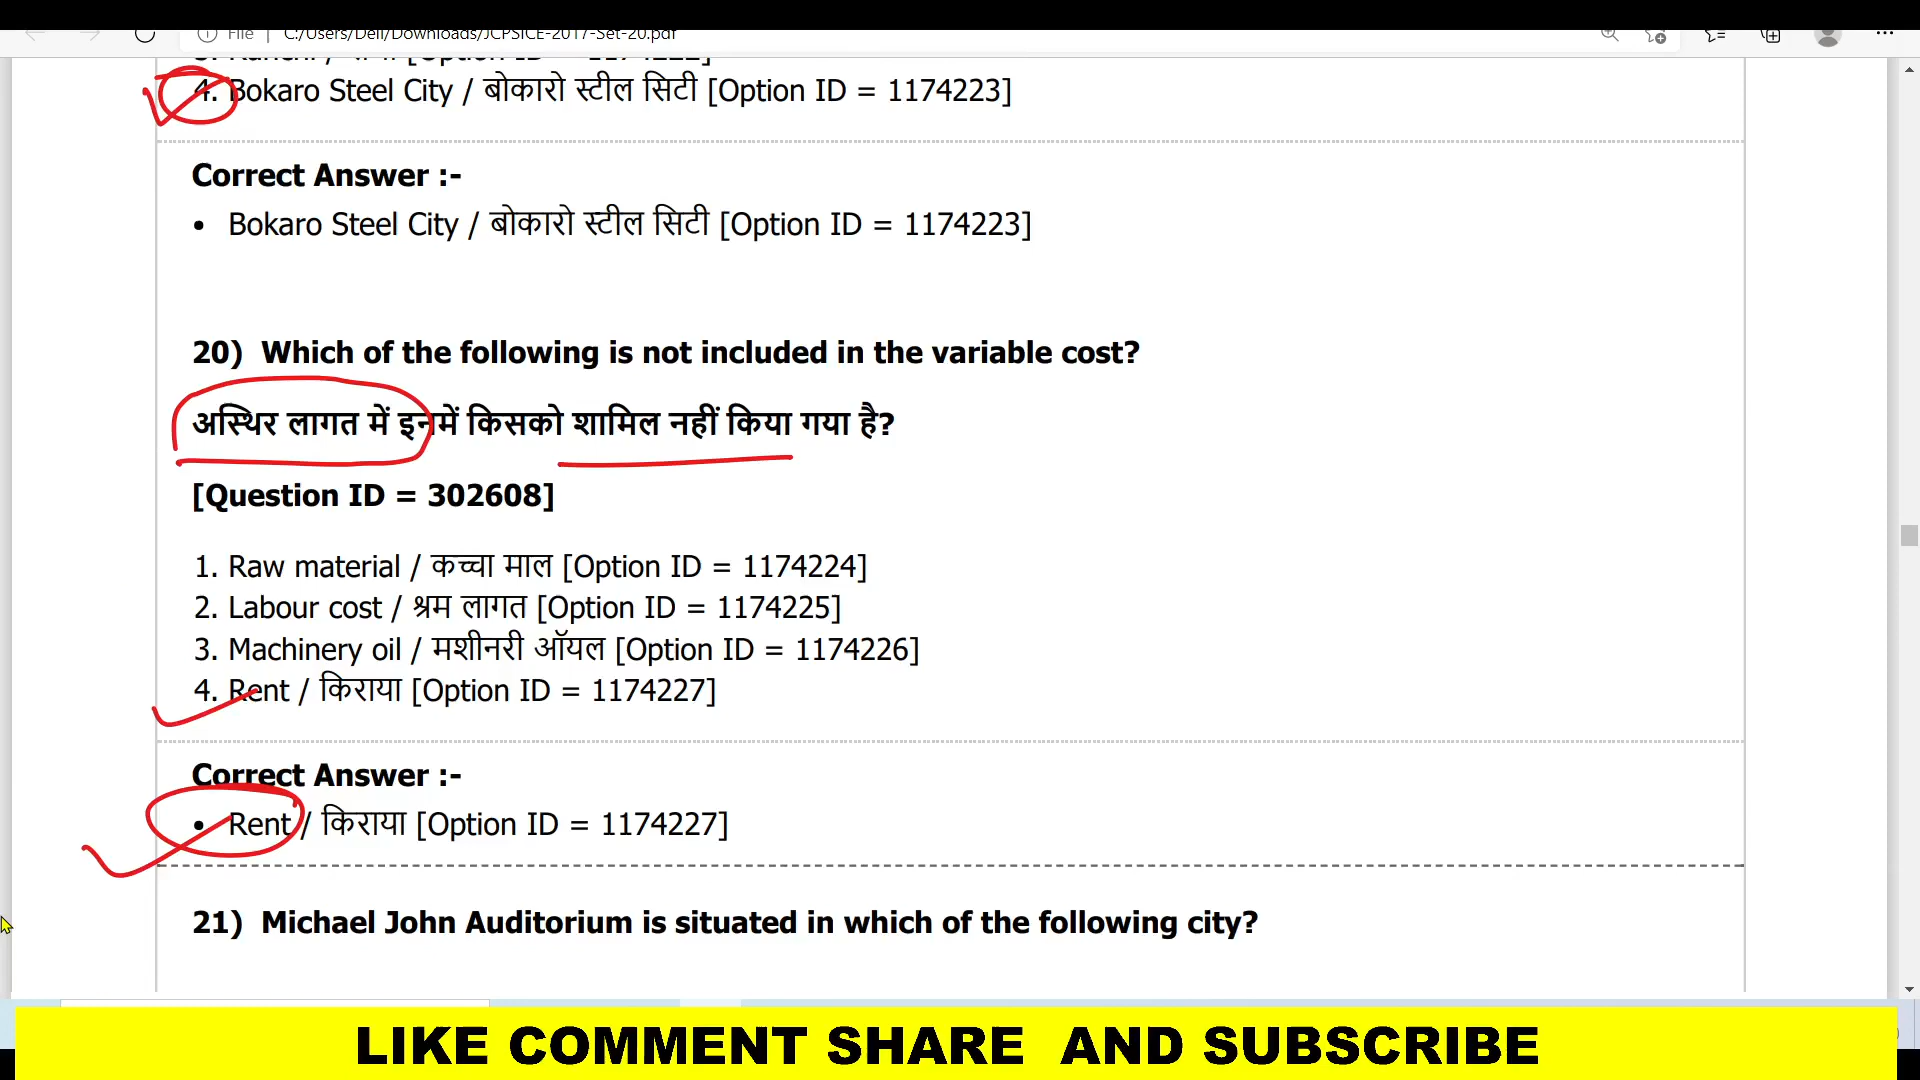 File | C:/Users/Dell/Downloads/JCPSICE-2017-Set-20.pdf
4. Bokaro Steel City / बोकारो स्टील सिटी [Option ID = 1174223]
Correct Answer :-
• Bokaro Steel City / बोकारो स्टील सिटी [Option ID = 1174223]
20) Which of the following is not included in the variable cost?
अस्थिर लागत में इनमें किसको शामिल नहीं किया गया है?
[Question ID = 302608]
1. Raw material / कच्चा माल [Option ID = 1174224]
2. Labour cost / श्रम लागत [Option ID = 1174225]
3. Machinery oil / मशीनरी ऑयल [Option ID = 1174226]
4. Rent / किराया [Option ID = 1174227]
Correct Answer :-
• Rent / किराया [Option ID = 1174227]
21) Michael John Auditorium is situated in which of the following city?
LIKE COMMENT SHARE AND SUBSCRIBE